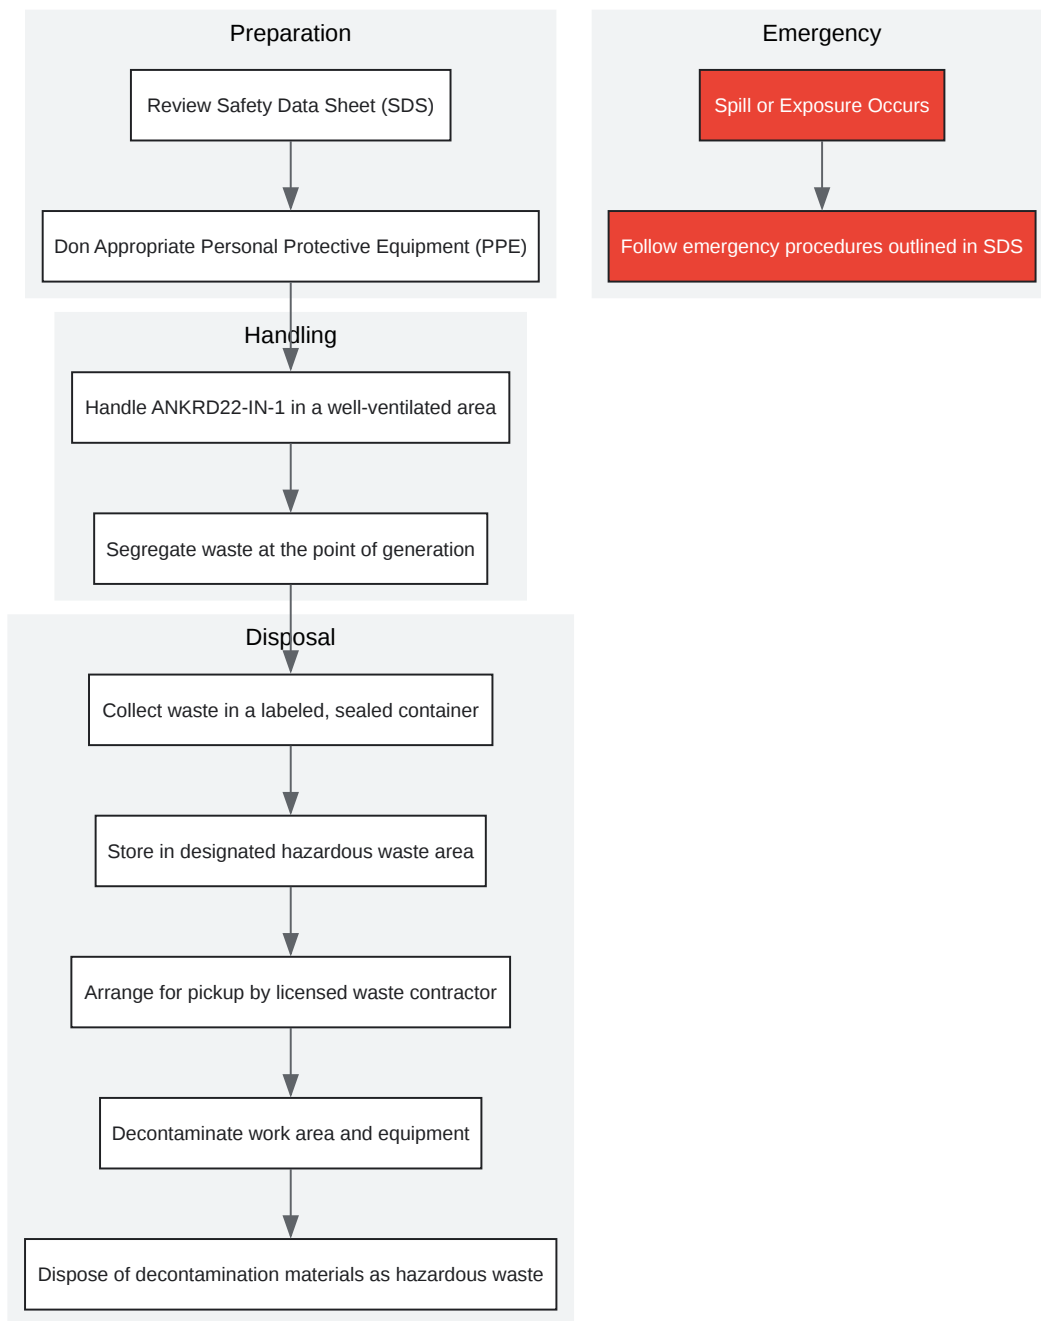 Preparation
Review Safety Data Sheet (SDS)
Don Appropriate Personal Protective Equipment (PPE)
Handling
Handle ANKRD22-IN-1 in a well-ventilated area
Segregate waste at the point of generation
Disposal
Collect waste in a labeled, sealed container
Store in designated hazardous waste area
Arrange for pickup by licensed waste contractor
Decontaminate work area and equipment
Dispose of decontamination materials as hazardous waste
Emergency
Spill or Exposure Occurs
Follow emergency procedures outlined in SDS